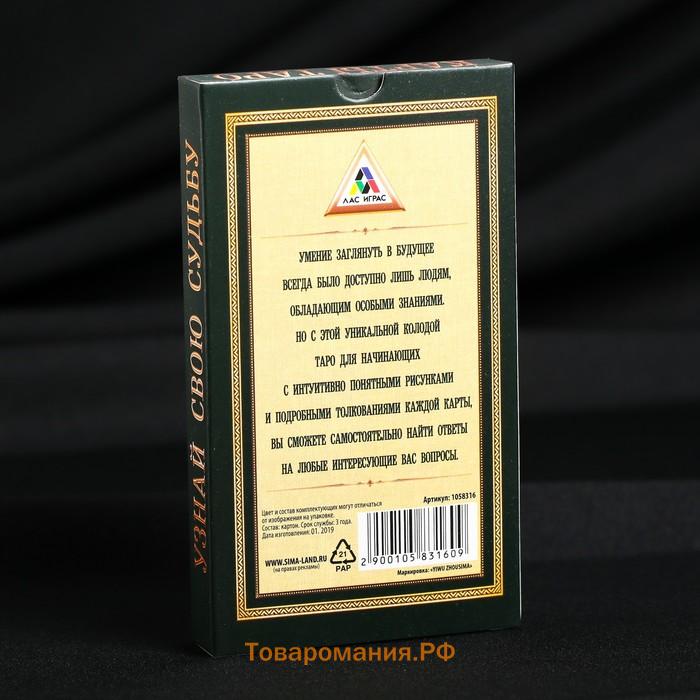 КАРТЫ ТАРО
УЗНАЙ СВОЮ СУДЬБУ
ЛАС ИГРАС
УМЕНИЕ ЗАГЛЯНУТЬ В БУДУЩЕЕ
ВСЕГДА БЫЛО ДОСТУПНО ЛИШЬ ЛЮДЯМ,
ОБЛАДАЮЩИМ ОСОБЫМИ ЗНАНИЯМИ.
НО С ЭТОЙ УНИКАЛЬНОЙ КОЛОДОЙ
ТАРО ДЛЯ НАЧИНАЮЩИХ
С ИНТУИТИВНО ПОНЯТНЫМИ РИСУНКАМИ
И ПОДРОБНЫМИ ТОЛКОВАНИЯМИ КАЖДОЙ КАРТЫ,
ВЫ СМОЖЕТЕ САМОСТОЯТЕЛЬНО НАЙТИ ОТВЕТЫ
НА ЛЮБЫЕ ИНТЕРЕСУЮЩИЕ ВАС ВОПРОСЫ.
Цвет и состав комплектующих могут отличаться
от изображения на упаковке.
Состав: картон. Срок службы: 3 года.
Дата изготовления: 01. 2019
WWW.SIMA-LAND.RU
(на правах рекламы)
21
PAP
Артикул: 1058316
2 900105 831609
Маркировка: «YIWU ZHOUSIMA»
Товаромания.РФ